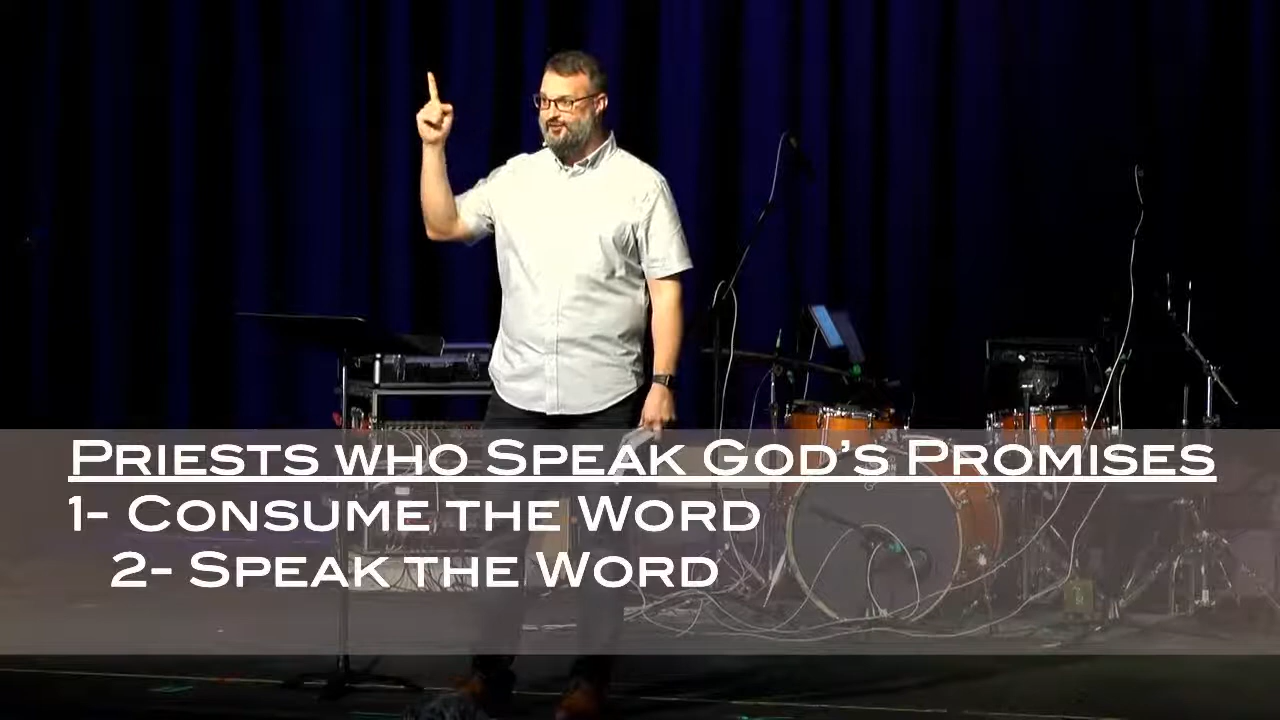 Priests who Speak God's Promises
1- Consume the Word
2- Speak the Word